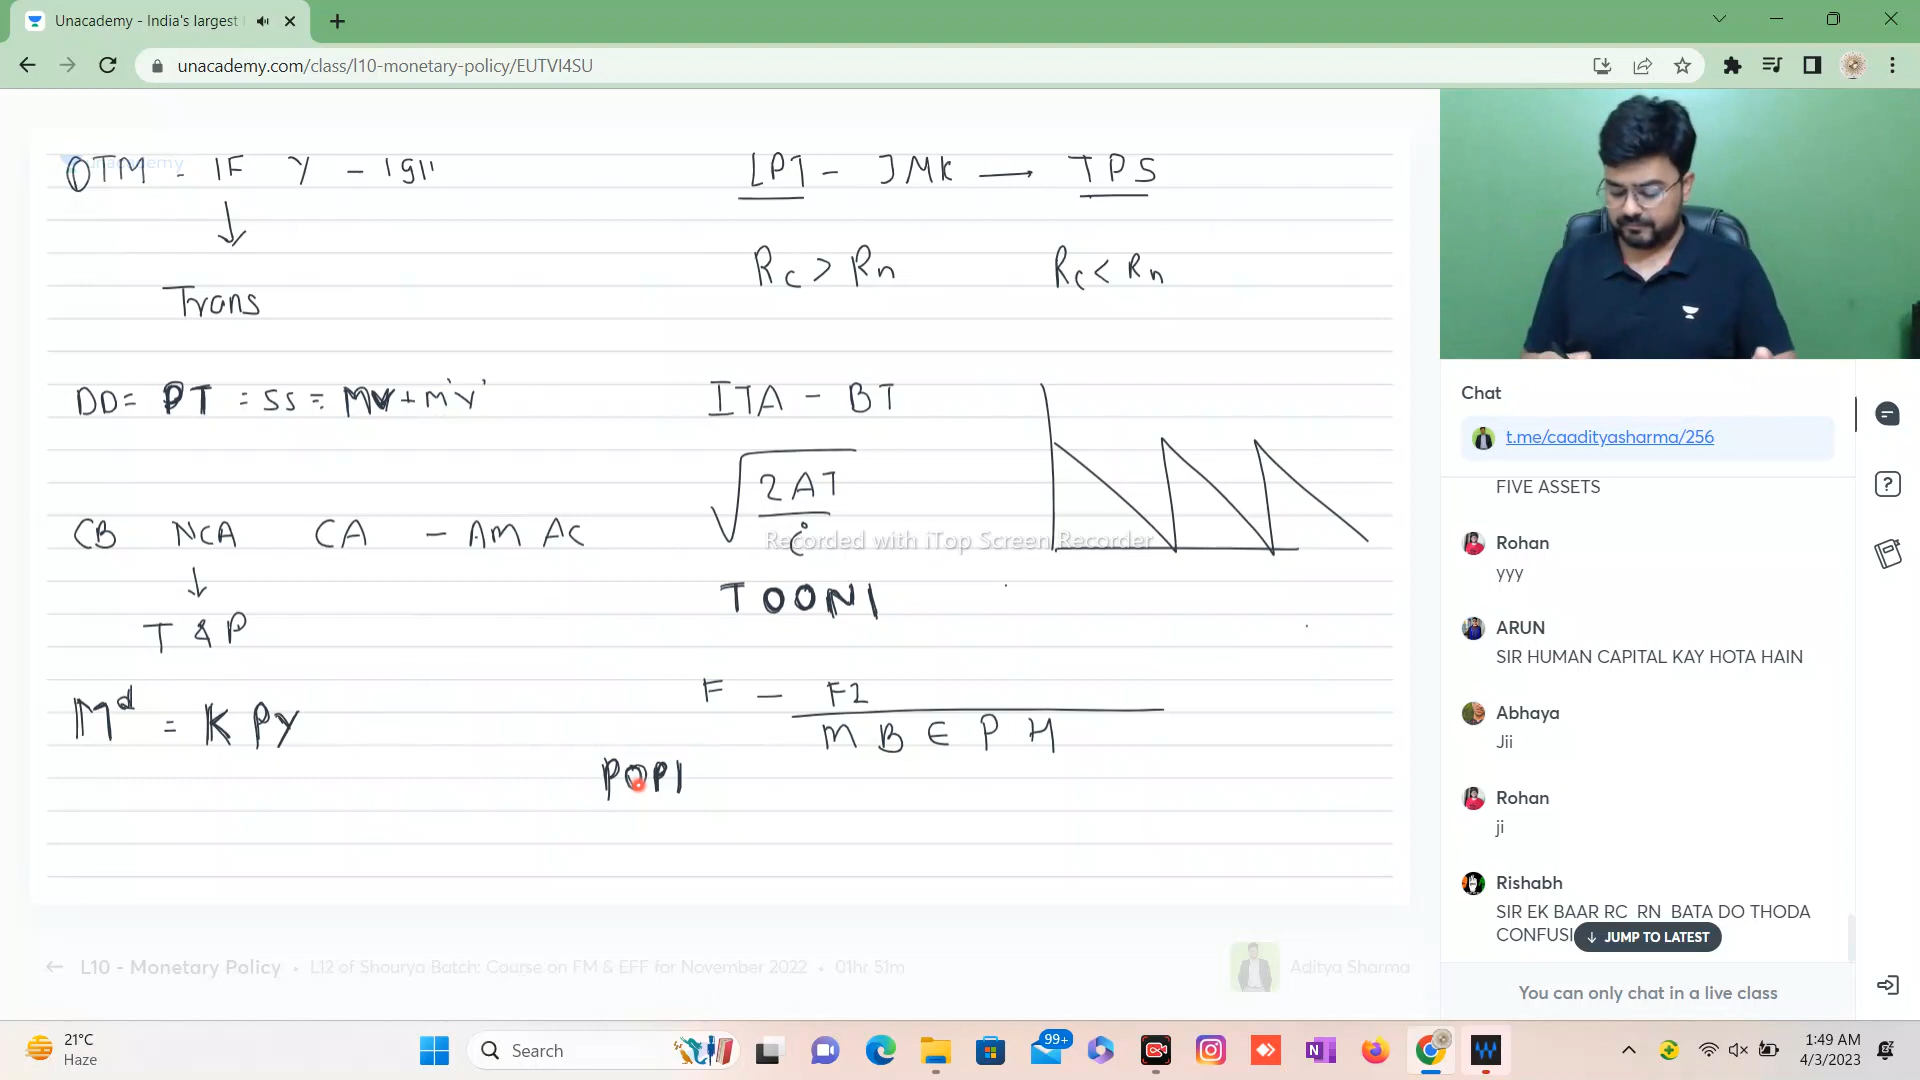 Unacademy - India's largest
unacademy.com/class/l10-monetary-policy/EUTVI4SU
unacademy
QTM - IF Y - 1911
↓
Trans
LPT - JMK → TPS
Rc > Rn Rc < Rn
DD = PT = SS = MV + M'V'
ITA - BT
√2AT
i
CB NCA CA - AM AC
↓
T & P
Recorded with iTop Screen Recorder
TOONI
Mᵈ = K PY
F - F2
M B E P H
POPI
← L10 - Monetary Policy • L12 of Shourya Batch: Course on FM & EFF for November 2022 • 01hr 51m
Aditya Sharma
Chat
t.me/caadityasharma/256
FIVE ASSETS
Rohan
yyy
ARUN
SIR HUMAN CAPITAL KAY HOTA HAIN
Abhaya
Jii
Rohan
ji
Rishabh
SIR EK BAAR RC RN BATA DO THODA
CONFUSI
↓ JUMP TO LATEST
You can only chat in a live class
21°C
Haze
Search
99+
1:49 AM
4/3/2023